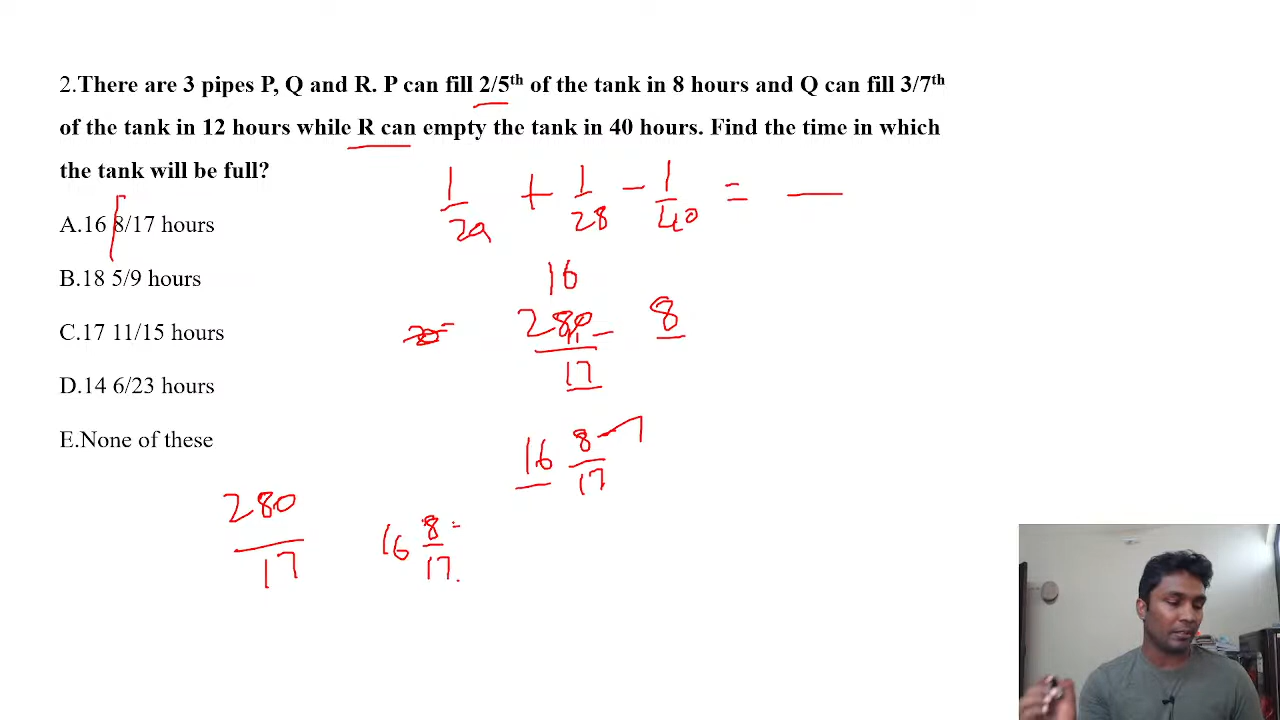 2.There are 3 pipes P, Q and R. P can fill 2/5th of the tank in 8 hours and Q can fill 3/7th
of the tank in 12 hours while R can empty the tank in 40 hours. Find the time in which
the tank will be full?
1/20 + 1/28 - 1/40 =
A.16 8/17 hours
B.18 5/9 hours
16
C.17 11/15 hours
280/17 8
D.14 6/23 hours
E.None of these
16 8/17
280/17 16 8/17